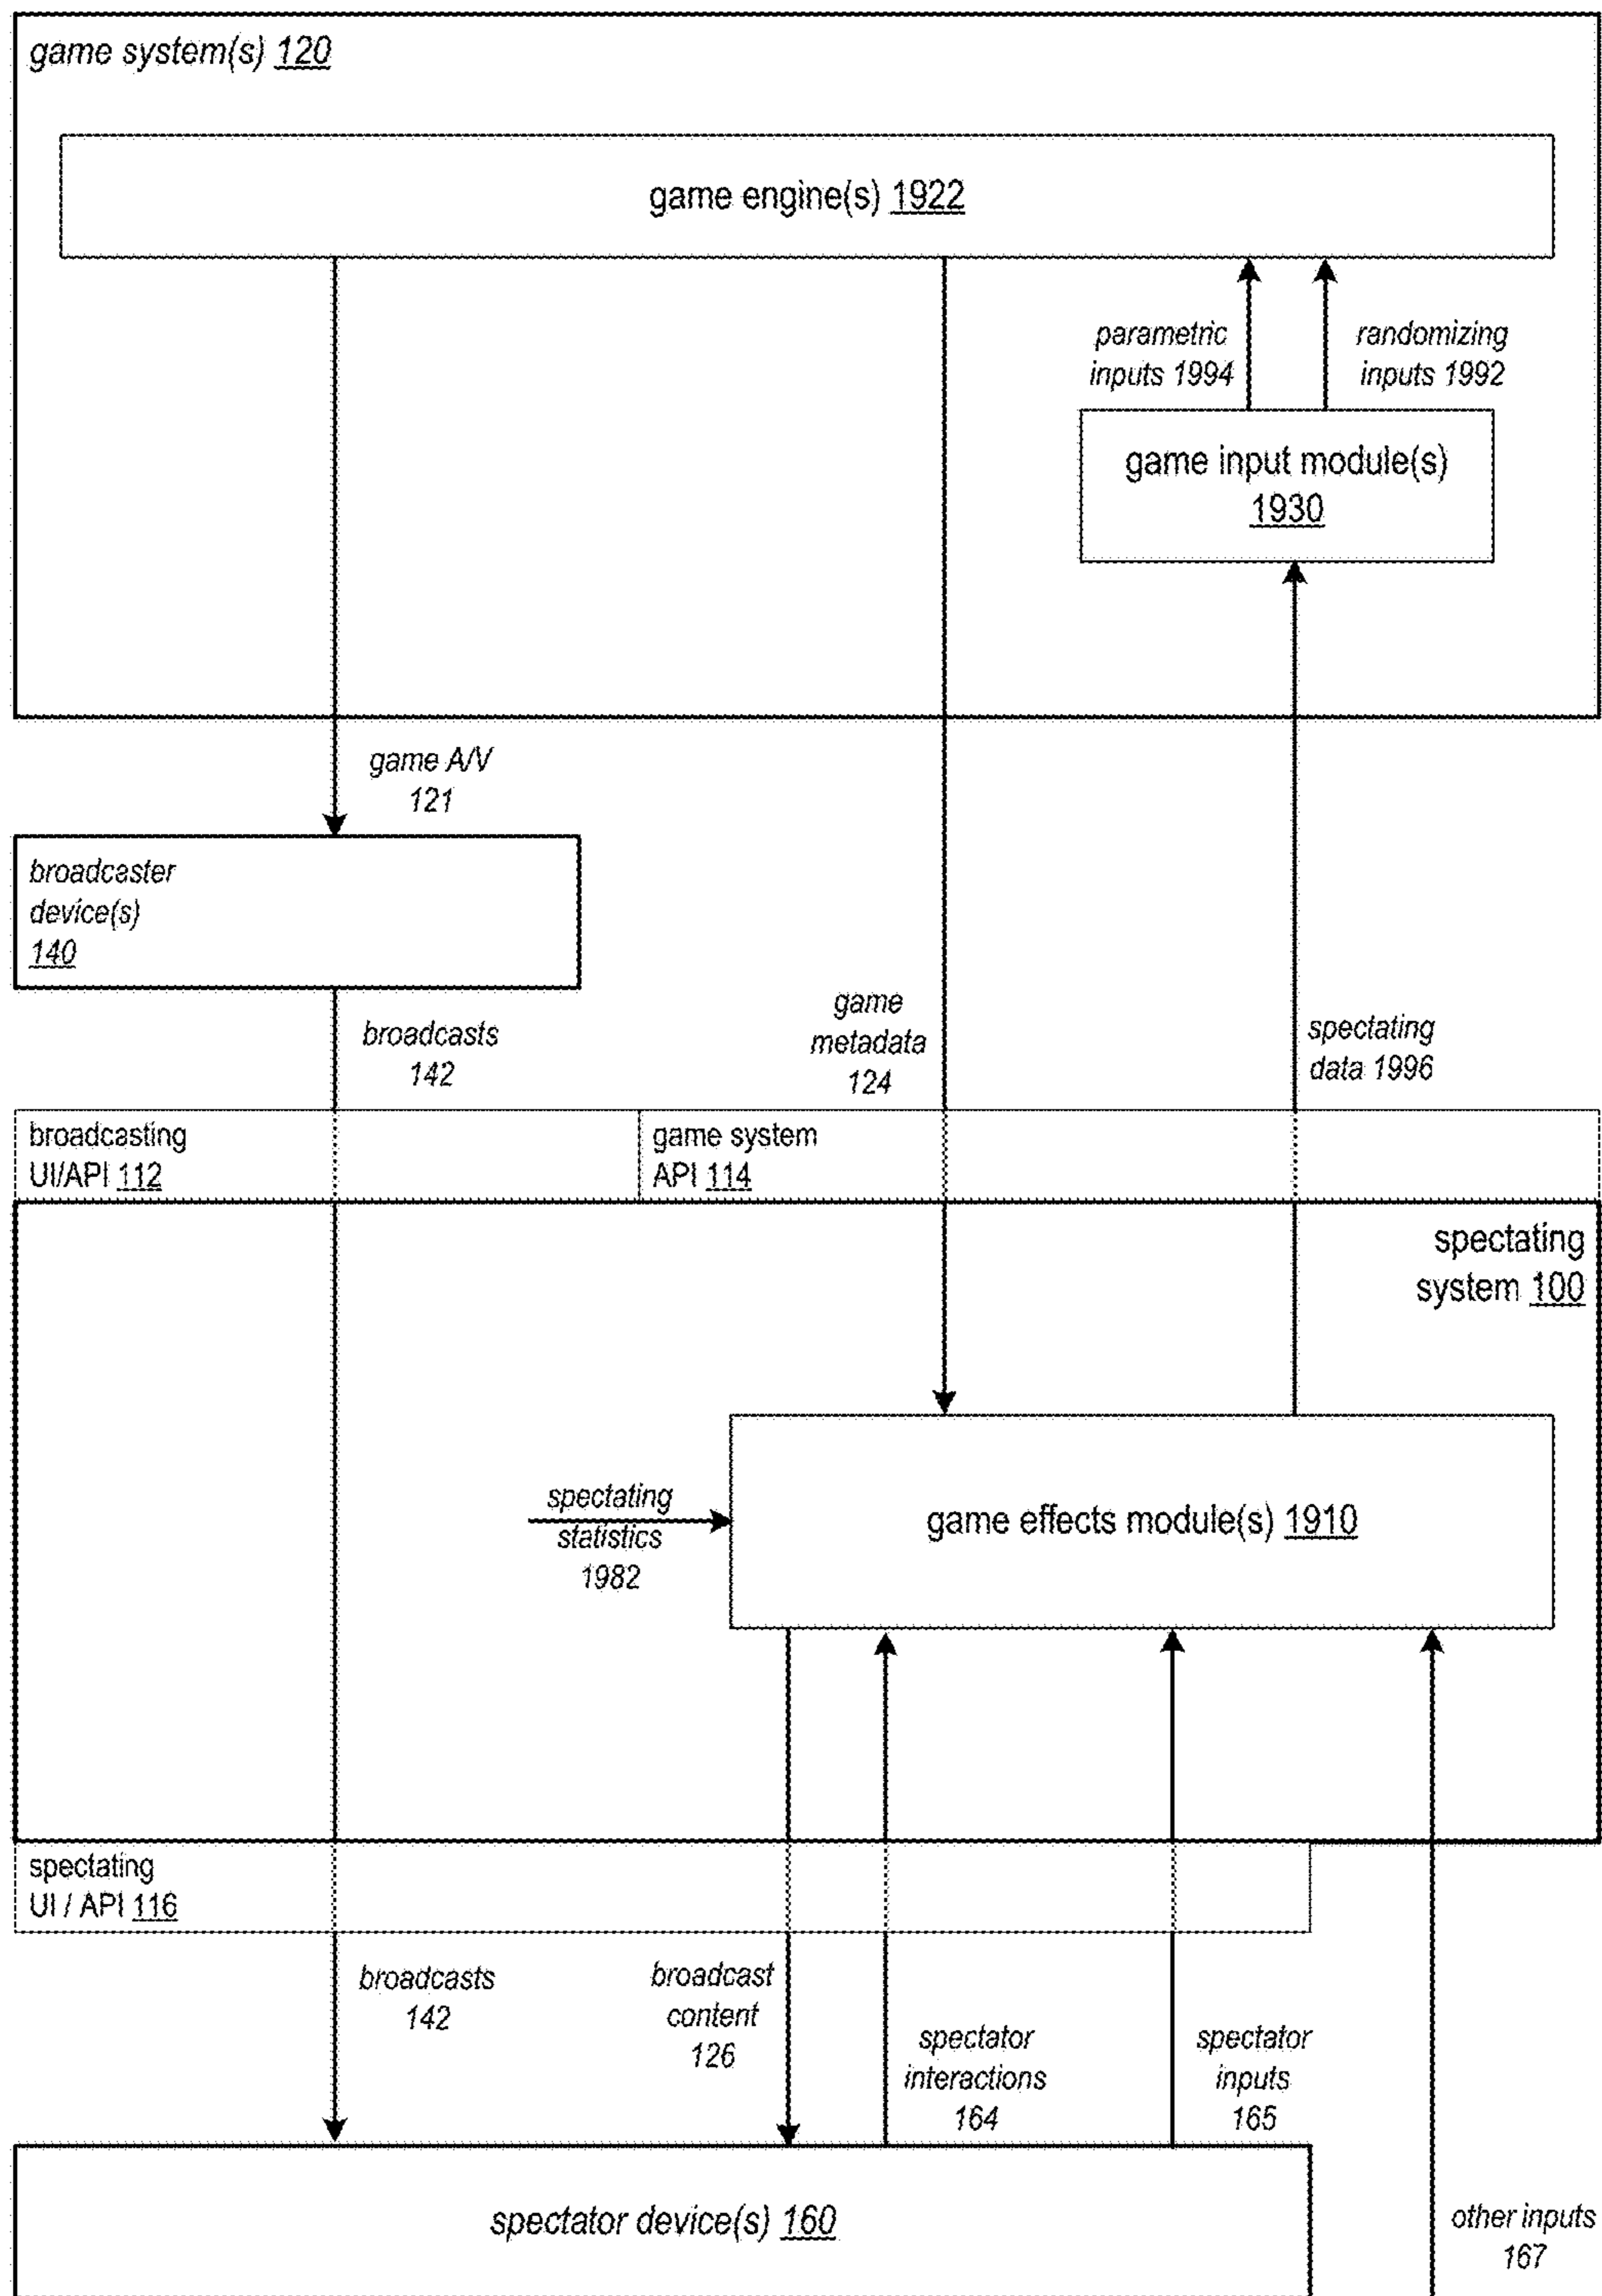 game system(s) 120
game engine(s) 1922
parametric
inputs 1994
randomizing
inputs 1992
game input module(s)
1930
game A/V
121
broadcaster
device(s)
140
broadcasts
142
game
metadata
124
spectating
data 1996
broadcasting
UI/API 112
game system
API 114
spectating
system 100
spectating
statistics
1982
game effects module(s) 1910
spectating
UI / API 116
broadcasts
142
broadcast
content
126
spectator
interactions
164
spectator
inputs
165
spectator device(s) 160
other inputs
167